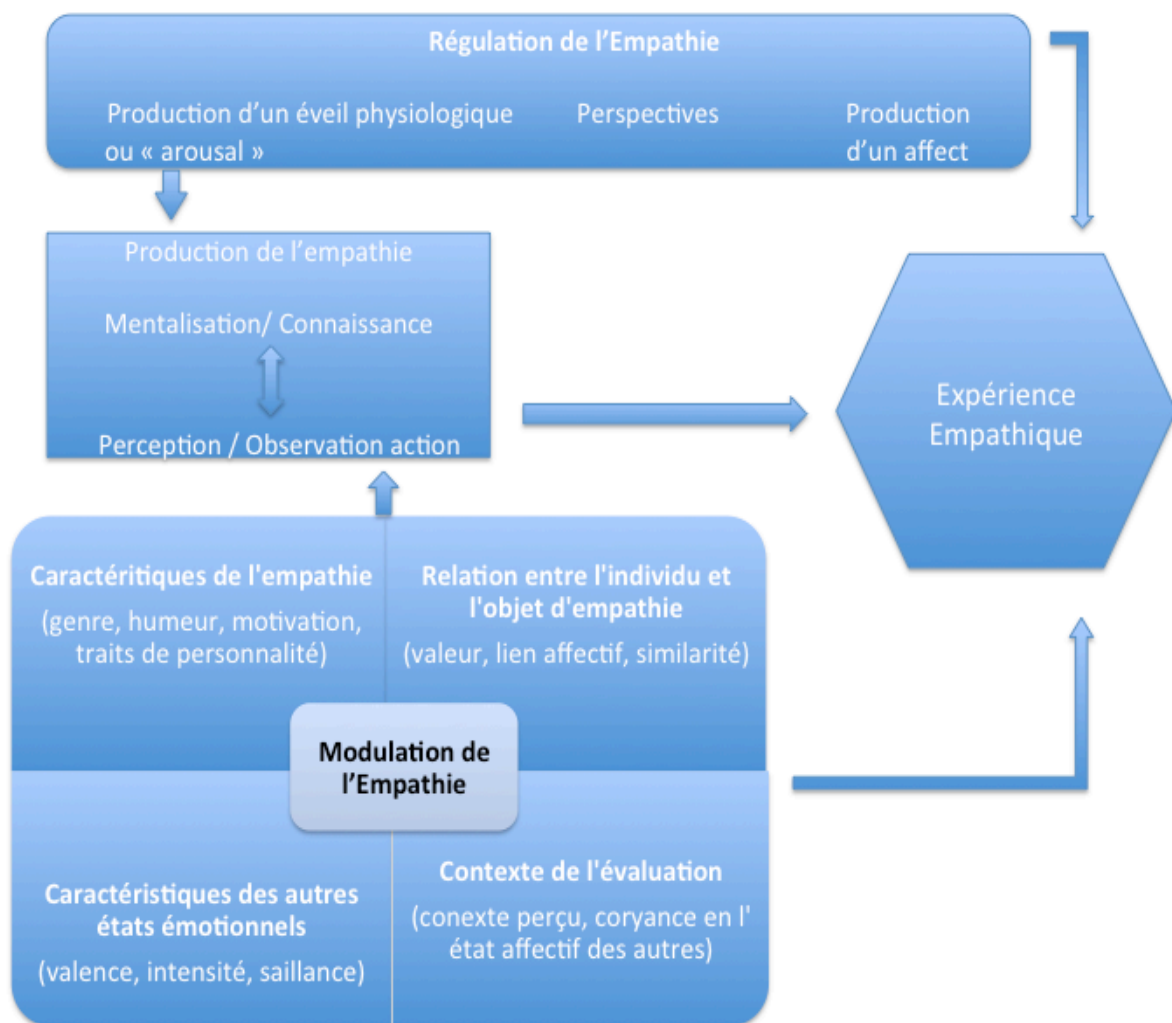 Régulation de l’Empathie
Production d’un éveil physiologique
ou « arousal »
Perspectives
Production
d’un affect
Production de l’empathie
Mentalisation/ Connaissance
Perception / Observation action
Expérience
Empathique
Caractéritiques de l'empathie
(genre, humeur, motivation,
traits de personnalité)
Relation entre l'individu et
l'objet d'empathie
(valeur, lien affectif, similarité)
Modulation de
l’Empathie
Caractéristiques des autres
états émotionnels
(valence, intensité, saillance)
Contexte de l'évaluation
(conexte perçu, coryance en l'
état affectif des autres)